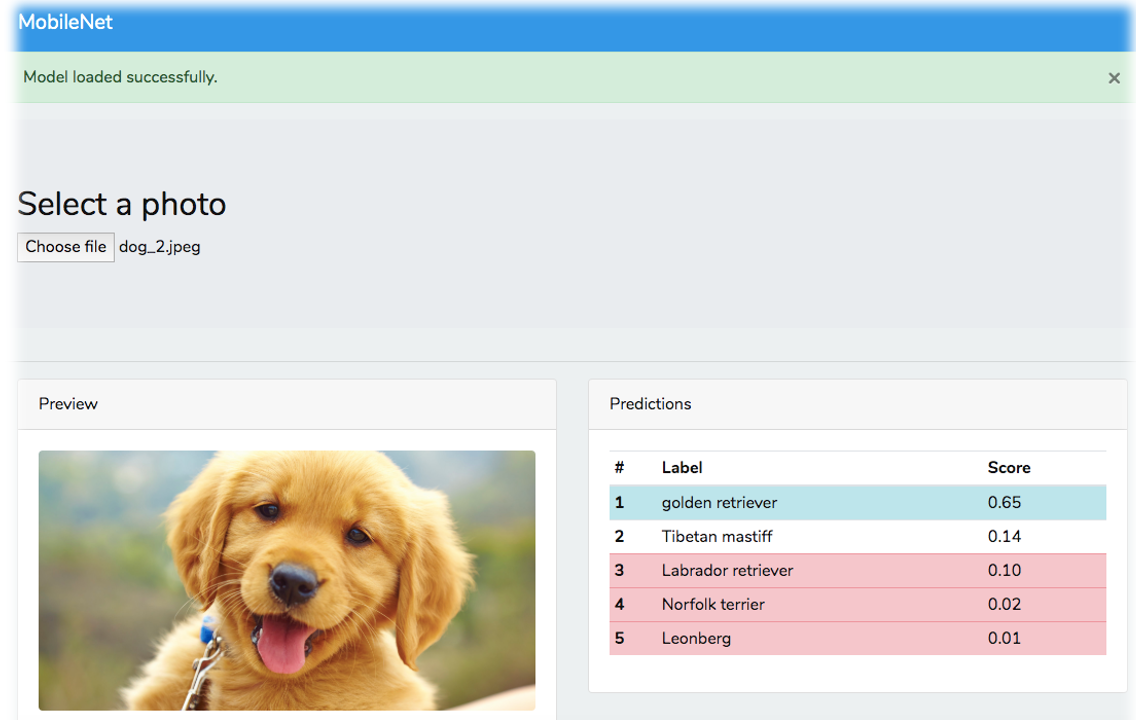 MobileNet
Model loaded successfully.
×
Select a photo
Choose file dog_2.jpeg
Preview
Predictions
# Label Score
1 golden retriever 0.65
2 Tibetan mastiff 0.14
3 Labrador retriever 0.10
4 Norfolk terrier 0.02
5 Leonberg 0.01